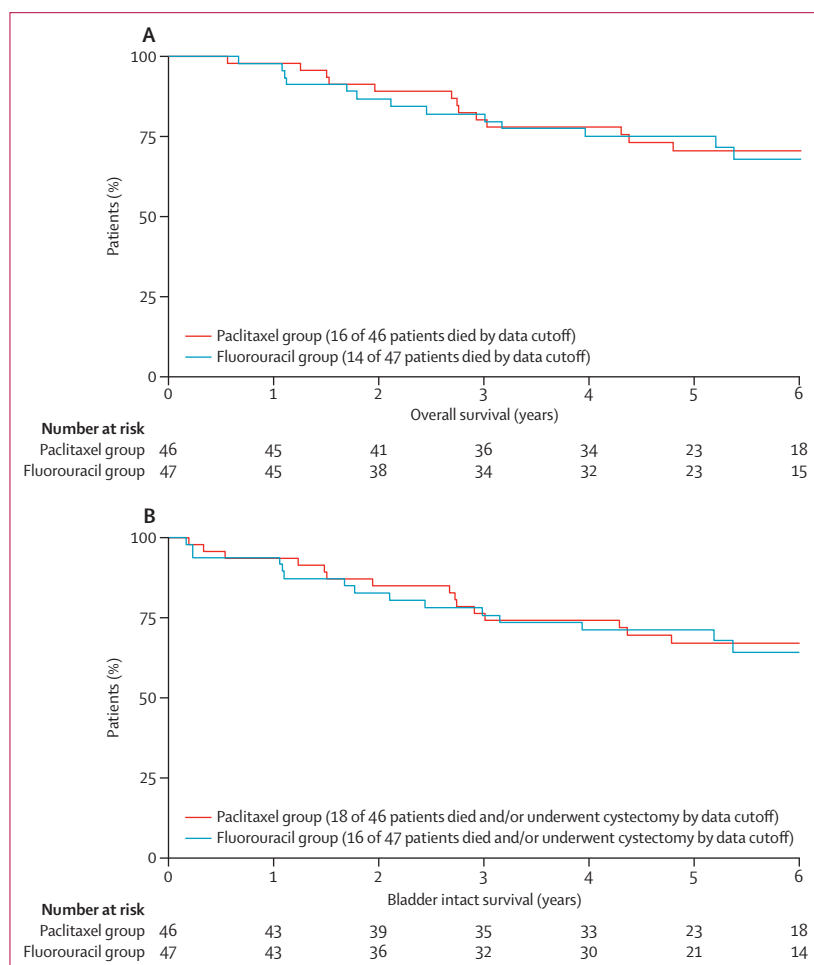 A
100
75
50
25
0
Patients (%)
Paclitaxel group (16 of 46 patients died by data cutoff)
Fluorouracil group (14 of 47 patients died by data cutoff)
0 1 2 3 4 5 6
Overall survival (years)
Number at risk
Paclitaxel group 46 45 41 36 34 23 18
Fluorouracil group 47 45 38 34 32 23 15
B
100
75
50
25
0
Patients (%)
Paclitaxel group (18 of 46 patients died and/or underwent cystectomy by data cutoff)
Fluorouracil group (16 of 47 patients died and/or underwent cystectomy by data cutoff)
0 1 2 3 4 5 6
Bladder intact survival (years)
Number at risk
Paclitaxel group 46 43 39 35 33 23 18
Fluorouracil group 47 43 36 32 30 21 14